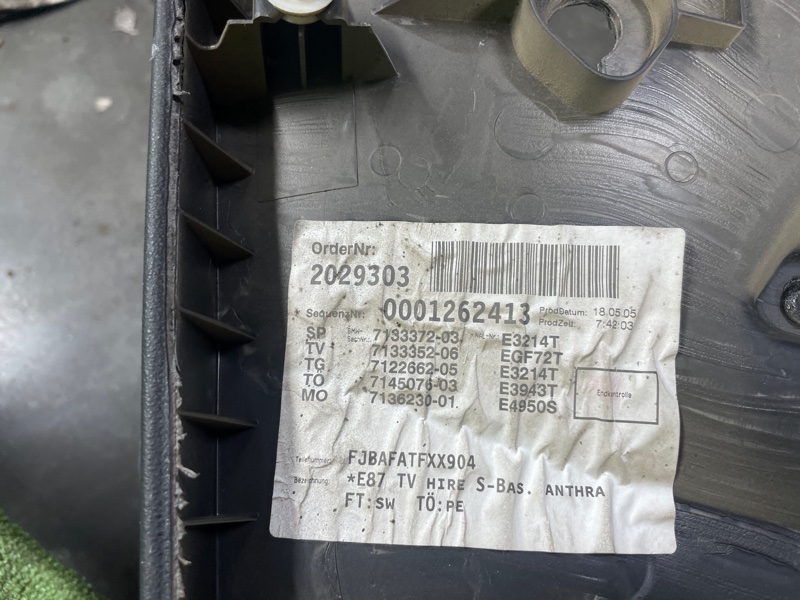 OrderNr:
2029303
SequenzNr: 0001262413 ProdDatum: 18.05.05
ProdZeit: 7:42:03
SP 7133372-03 E3214T
TV 7133352-06 EGF72T
TG 7122662-05 E3214T
TÖ 7145076-03 E3943T
MO 7136230-01. E4950S
Endkontrolle
Teilenummer: FJBAFATFXX904
Bezeichnung: *E87 TV HIRE S-BAS. ANTHRA
FT:SW TÖ:PE